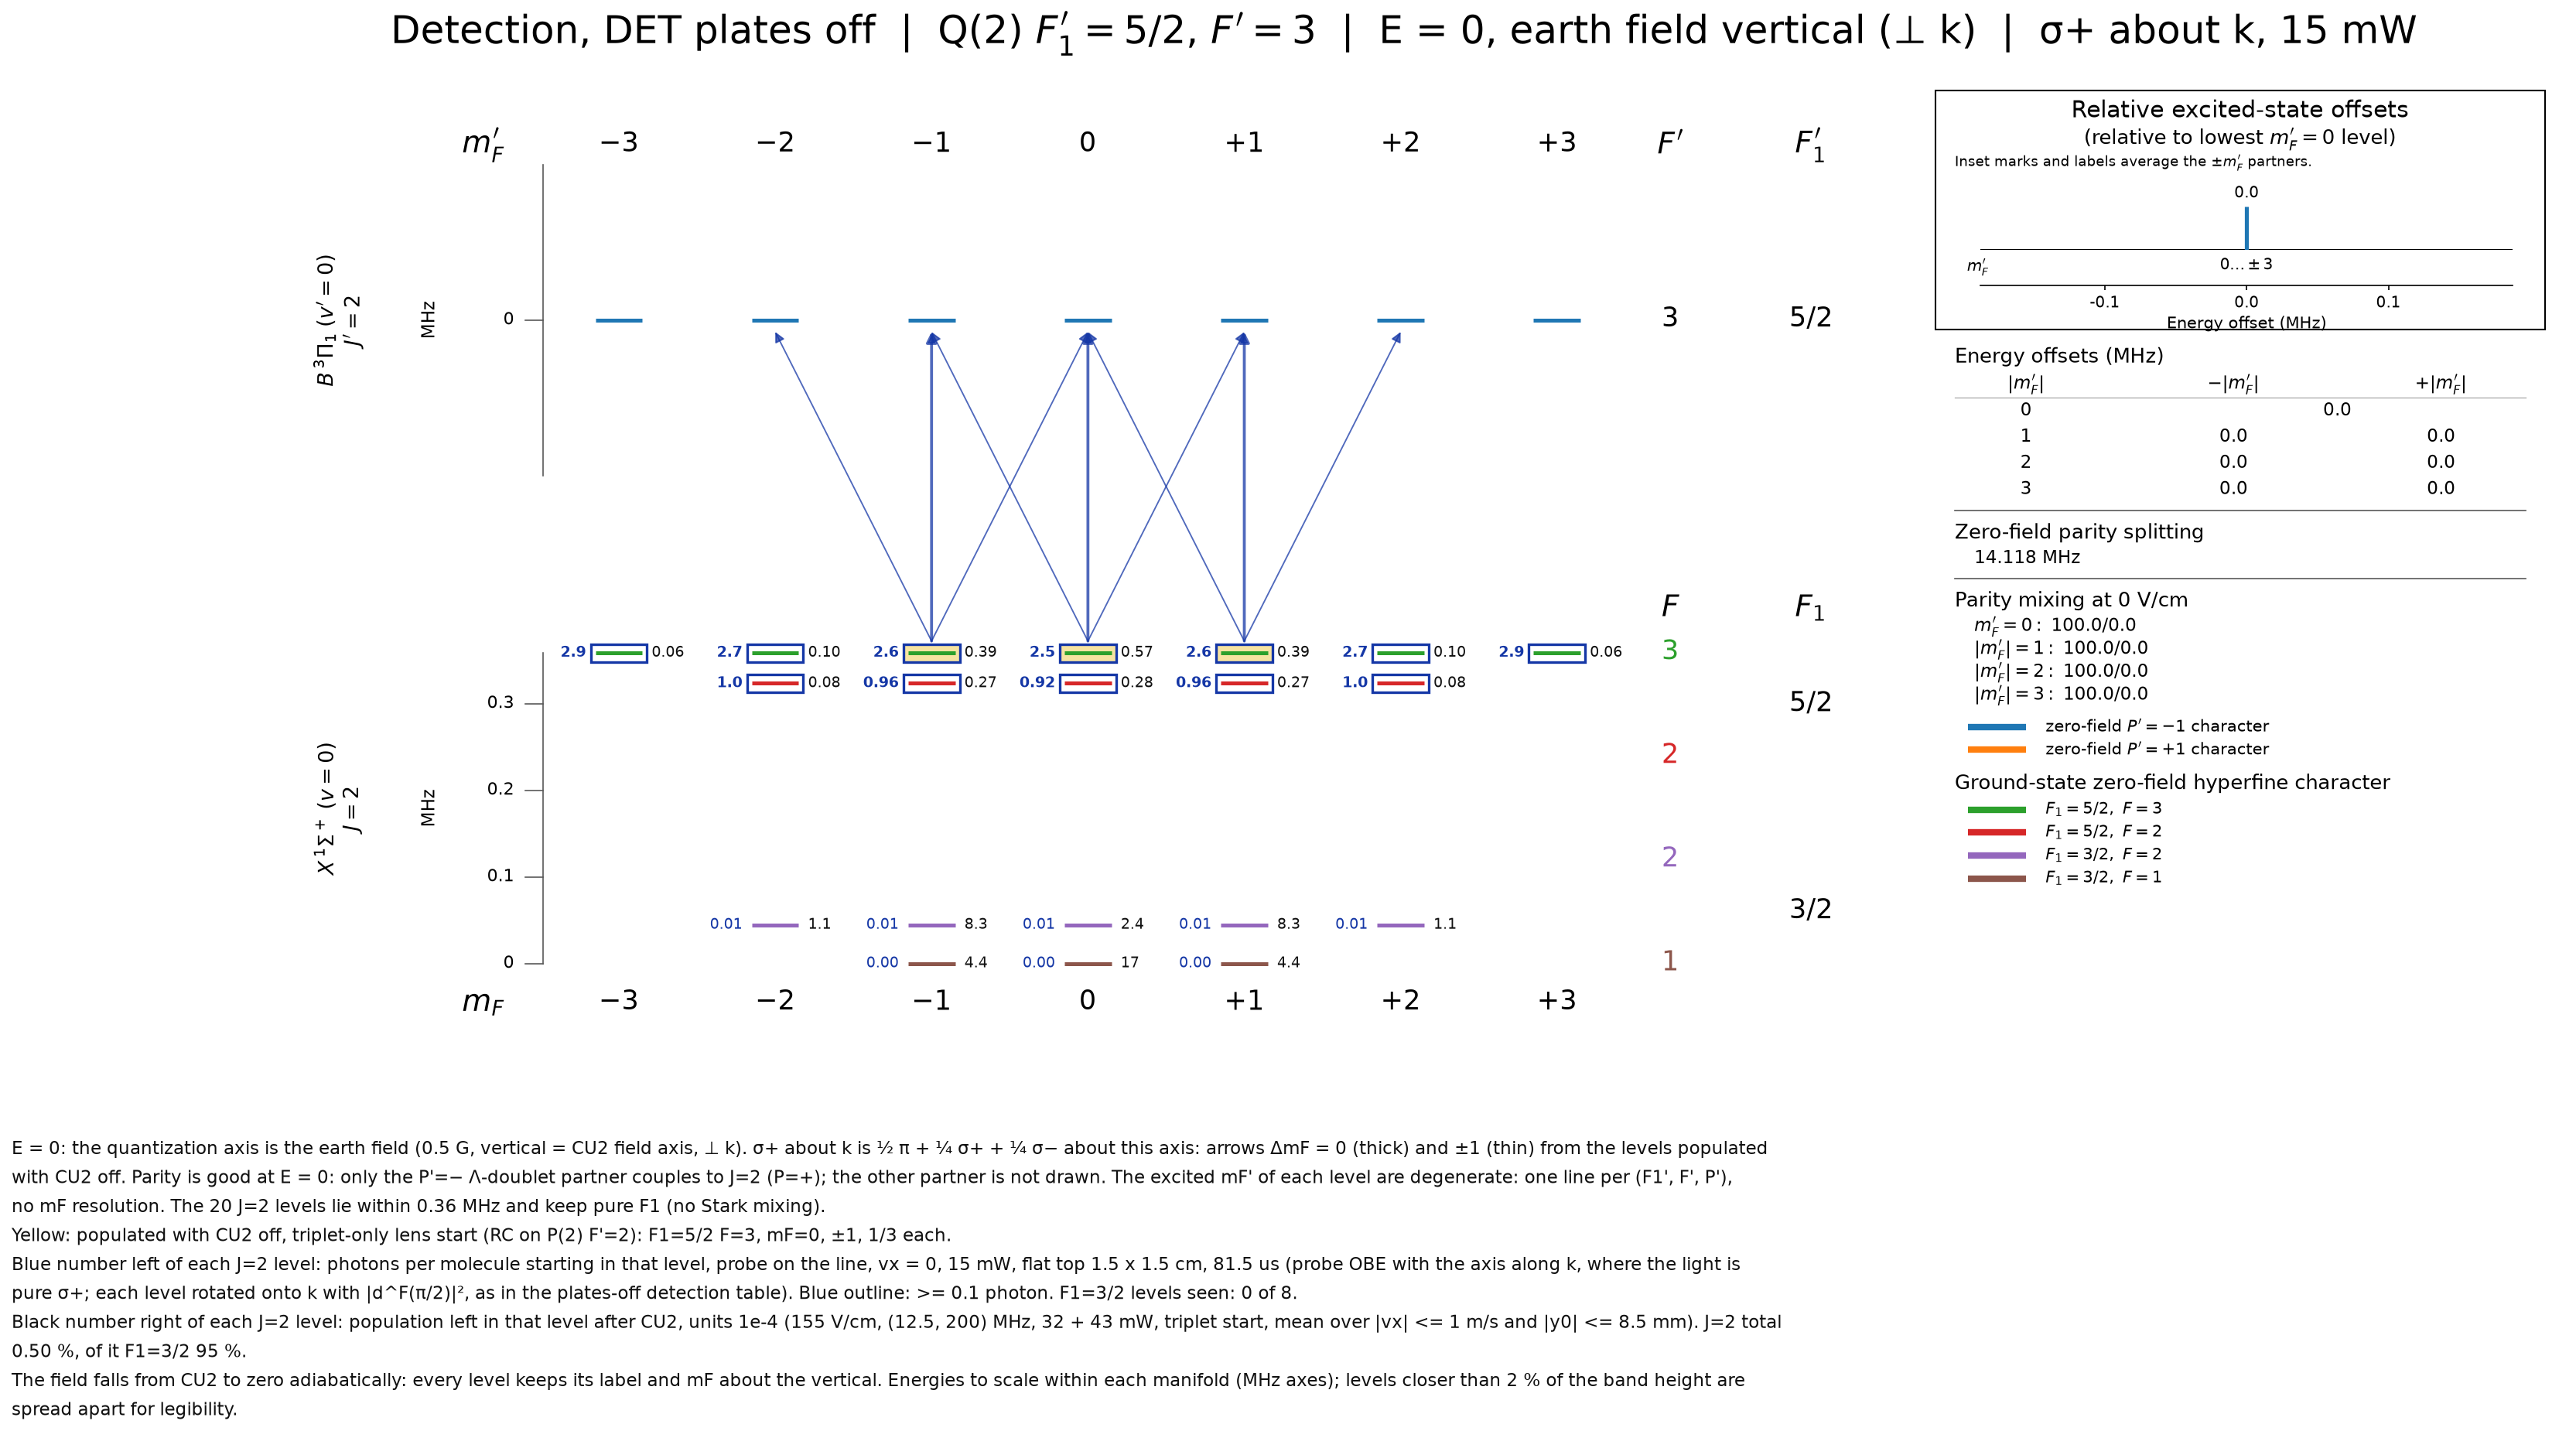 Detection, DET plates off | Q(2) F₁′ = 5/2, F′ = 3 | E = 0, earth field vertical (⊥ k) | σ+ about k, 15 mW
m′F −3 −2 −1 0 +1 +2 +3 F′ F′₁
B ³Π₁ (v′ = 0)
J′ = 2
MHz
0
3 5/2
F F₁
2.9 0.06 2.7 0.10 2.6 0.39 2.5 0.57 2.6 0.39 2.7 0.10 2.9 0.06 3
1.0 0.08 0.96 0.27 0.92 0.28 0.96 0.27 1.0 0.08
0.3 5/2
2
X ¹Σ⁺ (v = 0)
J = 2
MHz
0.2
2
0.1
0.01 1.1 0.01 8.3 0.01 2.4 0.01 8.3 0.01 1.1 3/2
0 0.00 4.4 0.00 17 0.00 4.4 1
mF −3 −2 −1 0 +1 +2 +3
Relative excited-state offsets
(relative to lowest m′F = 0 level)
Inset marks and labels average the ±m′F partners.
0.0
m′F 0…±3
-0.1 0.0 0.1
Energy offset (MHz)
Energy offsets (MHz)
|m′F| −|m′F| +|m′F|
0 0.0
1 0.0 0.0
2 0.0 0.0
3 0.0 0.0
Zero-field parity splitting
14.118 MHz
Parity mixing at 0 V/cm
m′F = 0 : 100.0/0.0
|m′F| = 1 : 100.0/0.0
|m′F| = 2 : 100.0/0.0
|m′F| = 3 : 100.0/0.0
zero-field P′ = −1 character
zero-field P′ = +1 character
Ground-state zero-field hyperfine character
F₁ = 5/2, F = 3
F₁ = 5/2, F = 2
F₁ = 3/2, F = 2
F₁ = 3/2, F = 1
E = 0: the quantization axis is the earth field (0.5 G, vertical = CU2 field axis, ⊥ k). σ+ about k is ½ π + ¼ σ+ + ¼ σ− about this axis: arrows ΔmF = 0 (thick) and ±1 (thin) from the levels populated
with CU2 off. Parity is good at E = 0: only the P'=− Λ-doublet partner couples to J=2 (P=+); the other partner is not drawn. The excited mF' of each level are degenerate: one line per (F1', F', P'),
no mF resolution. The 20 J=2 levels lie within 0.36 MHz and keep pure F1 (no Stark mixing).
Yellow: populated with CU2 off, triplet-only lens start (RC on P(2) F'=2): F1=5/2 F=3, mF=0, ±1, 1/3 each.
Blue number left of each J=2 level: photons per molecule starting in that level, probe on the line, vx = 0, 15 mW, flat top 1.5 x 1.5 cm, 81.5 us (probe OBE with the axis along k, where the light is
pure σ+; each level rotated onto k with |d^F(π/2)|², as in the plates-off detection table). Blue outline: >= 0.1 photon. F1=3/2 levels seen: 0 of 8.
Black number right of each J=2 level: population left in that level after CU2, units 1e-4 (155 V/cm, (12.5, 200) MHz, 32 + 43 mW, triplet start, mean over |vx| <= 1 m/s and |y0| <= 8.5 mm). J=2 total
0.50 %, of it F1=3/2 95 %.
The field falls from CU2 to zero adiabatically: every level keeps its label and mF about the vertical. Energies to scale within each manifold (MHz axes); levels closer than 2 % of the band height are
spread apart for legibility.